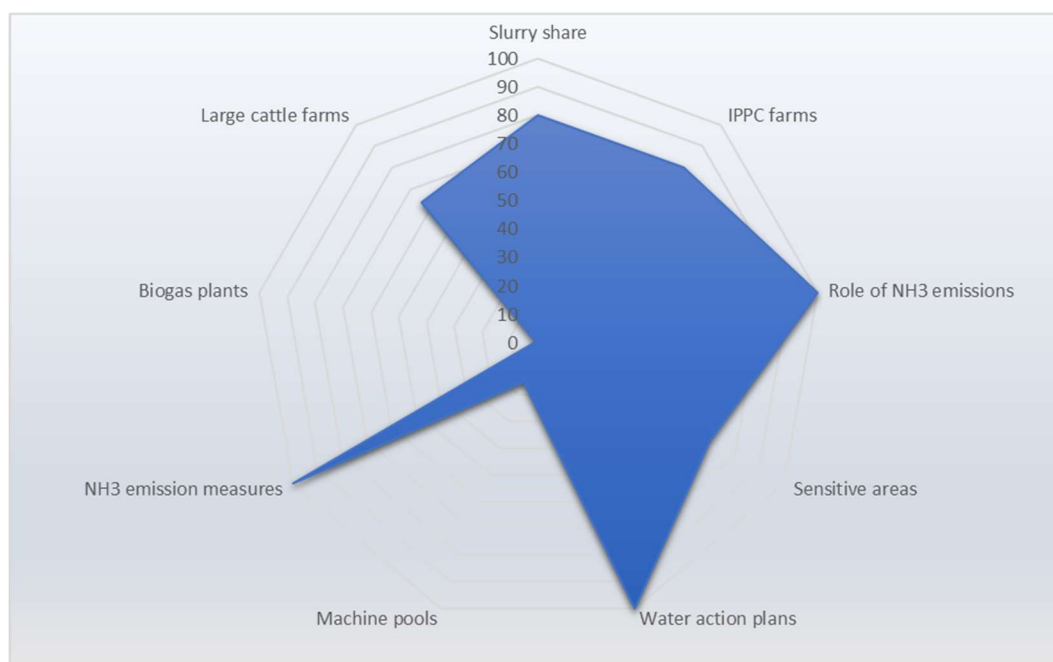 Slurry share
100
90
80
70
60
50
40
30
20
10
0
IPPC farms
Role of NH3 emissions
Sensitive areas
Water action plans
Machine pools
NH3 emission measures
Biogas plants
Large cattle farms